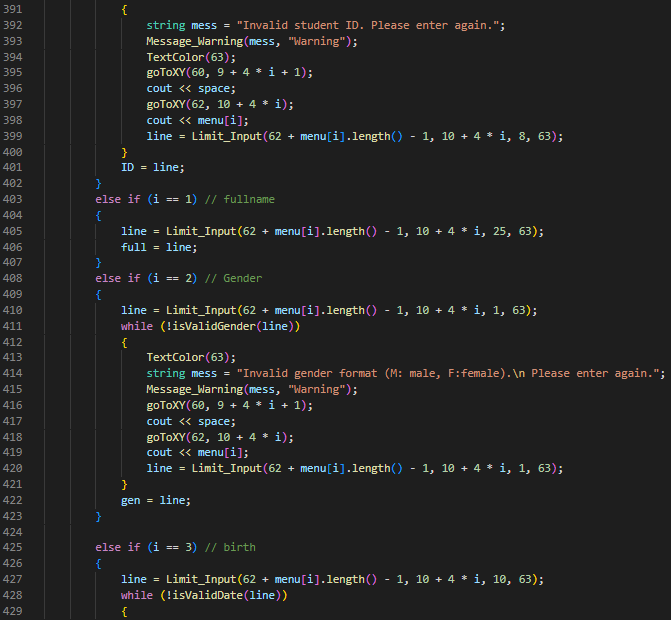 391 {
392 string mess = "Invalid student ID. Please enter again.";
393 Message_Warning(mess, "Warning");
394 TextColor(63);
395 goToXY(60, 9 + 4 * i + 1);
396 cout << space;
397 goToXY(62, 10 + 4 * i);
398 cout << menu[i];
399 line = Limit_Input(62 + menu[i].length() - 1, 10 + 4 * i, 8, 63);
400 }
401 ID = line;
402 }
403 else if (i == 1) // fullname
404 {
405 line = Limit_Input(62 + menu[i].length() - 1, 10 + 4 * i, 25, 63);
406 full = line;
407 }
408 else if (i == 2) // Gender
409 {
410 line = Limit_Input(62 + menu[i].length() - 1, 10 + 4 * i, 1, 63);
411 while (!isValidGender(line))
412 {
413 TextColor(63);
414 string mess = "Invalid gender format (M: male, F:female).\n Please enter again.";
415 Message_Warning(mess, "Warning");
416 goToXY(60, 9 + 4 * i + 1);
417 cout << space;
418 goToXY(62, 10 + 4 * i);
419 cout << menu[i];
420 line = Limit_Input(62 + menu[i].length() - 1, 10 + 4 * i, 1, 63);
421 }
422 gen = line;
423 }
424
425 else if (i == 3) // birth
426 {
427 line = Limit_Input(62 + menu[i].length() - 1, 10 + 4 * i, 10, 63);
428 while (!isValidDate(line))
429 {